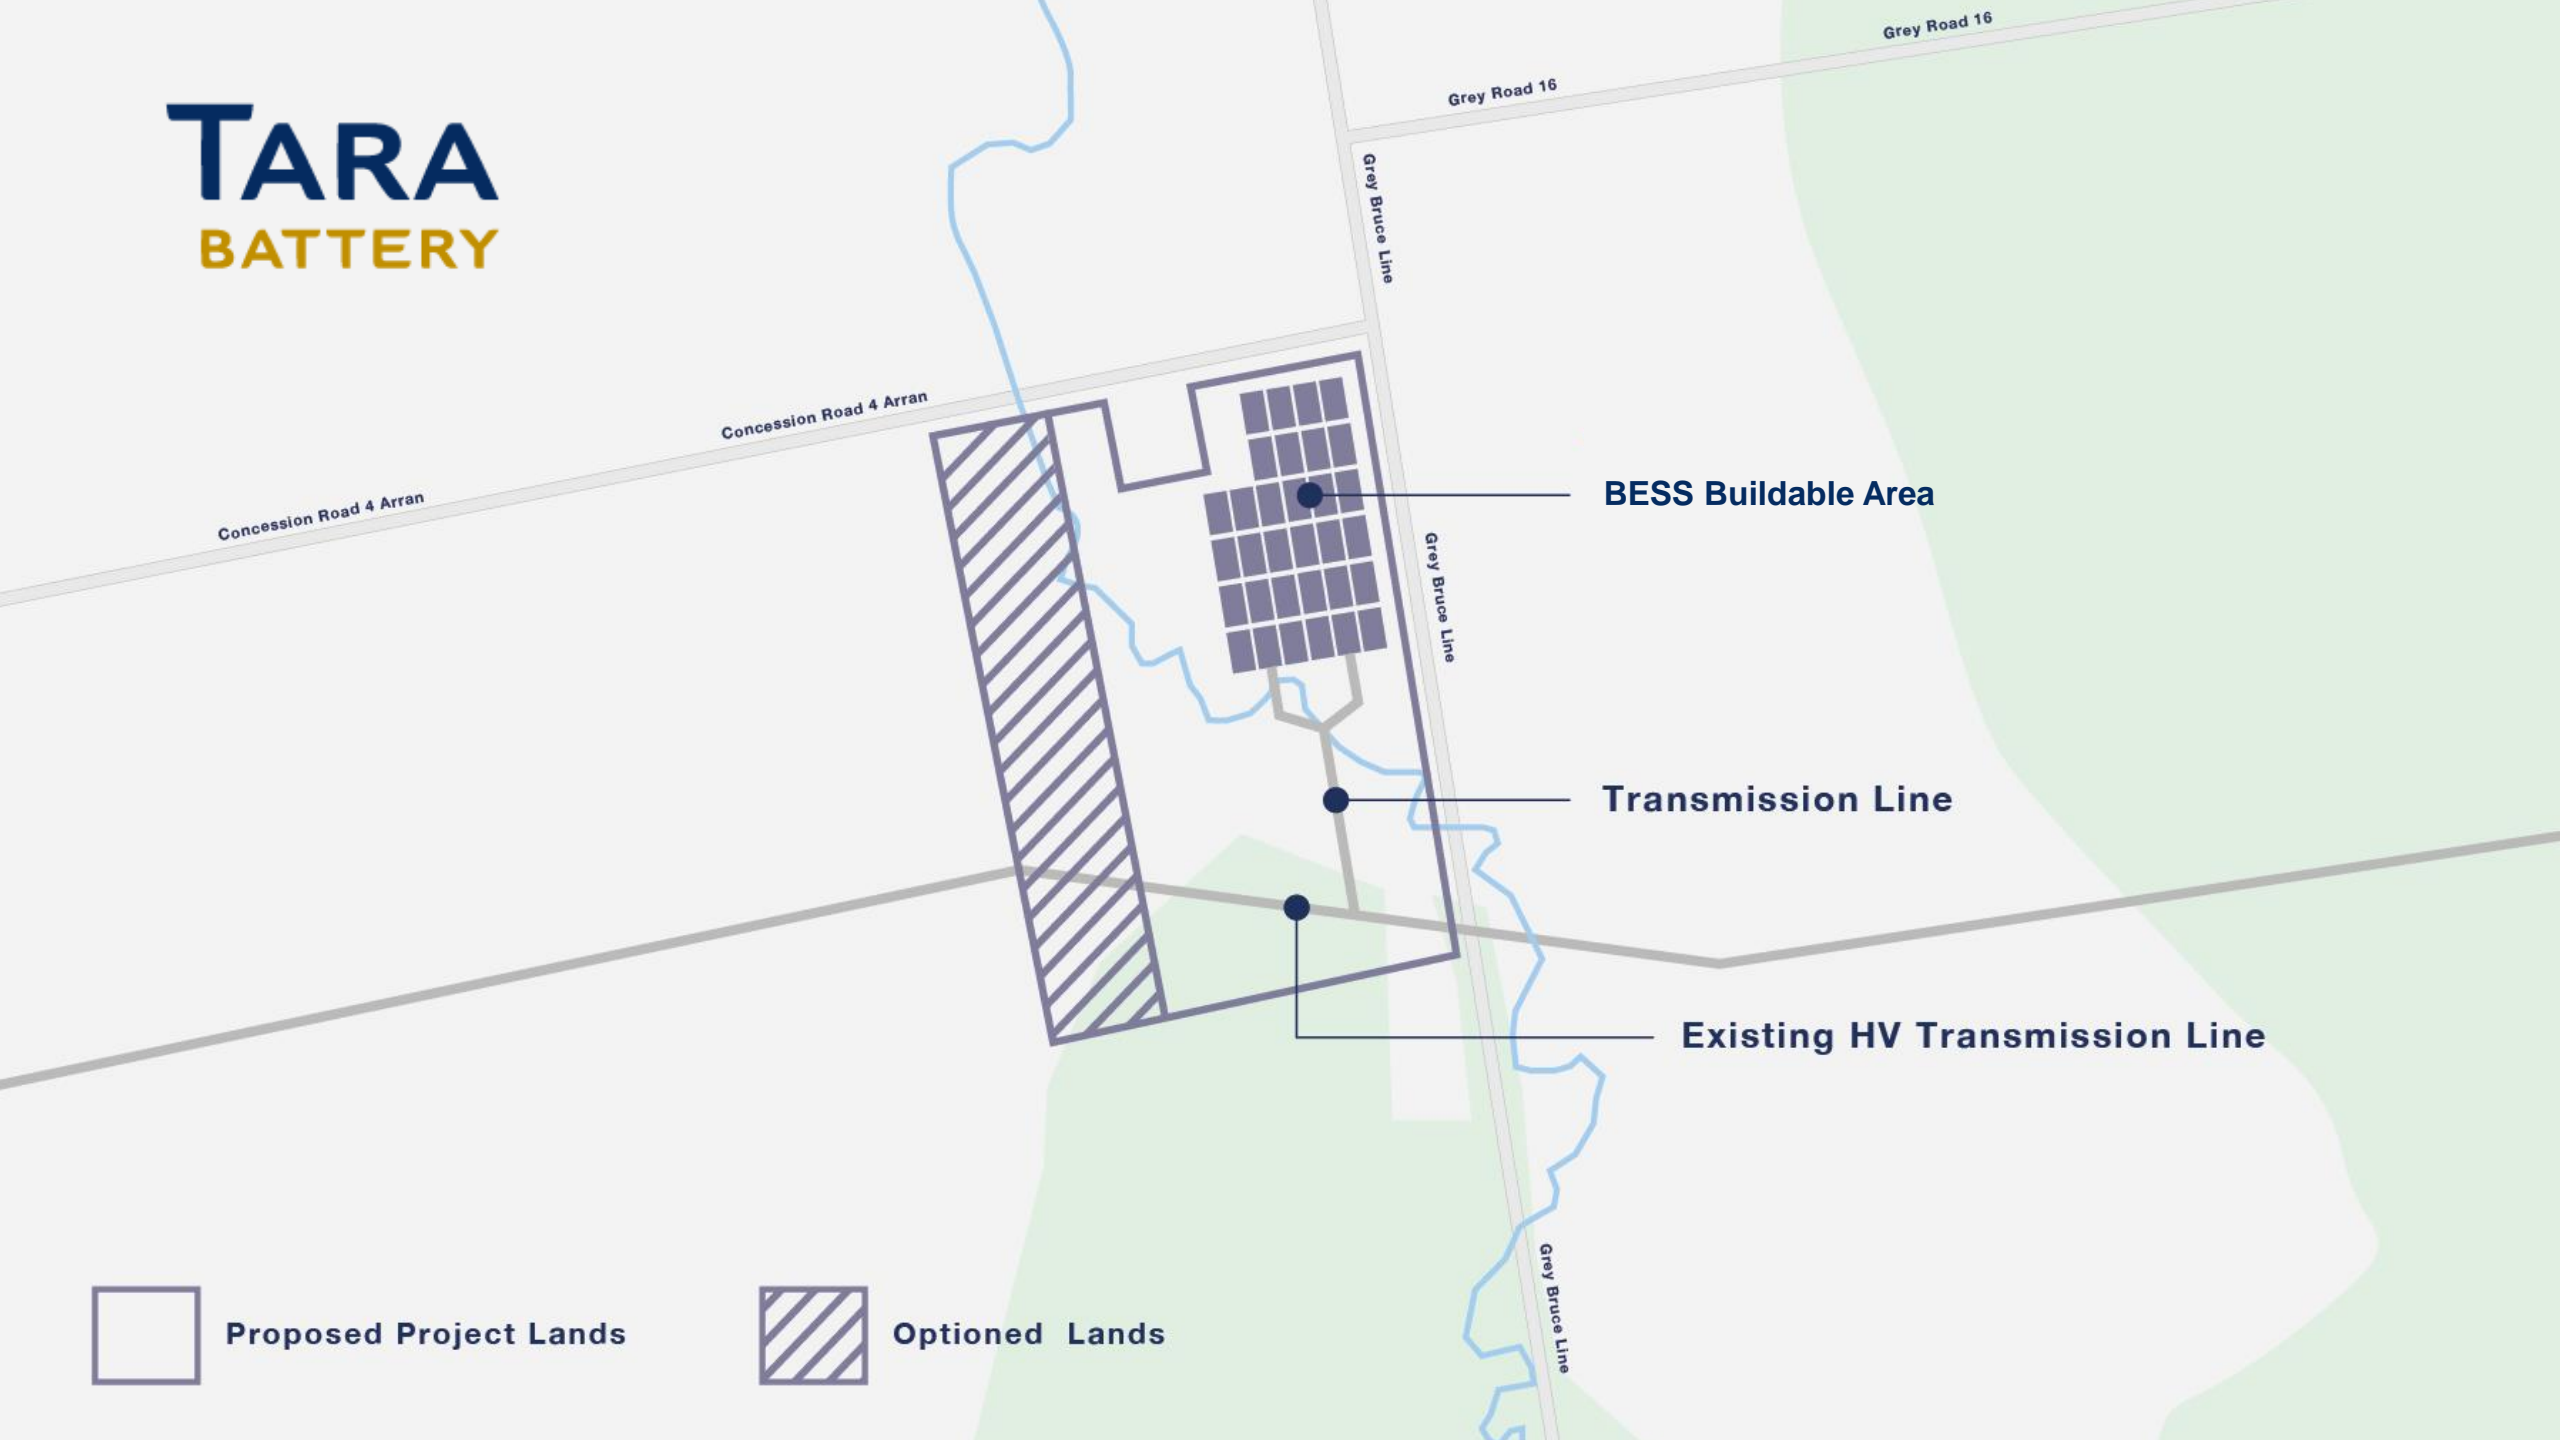 Grey Road 16
Grey Road 16
TARA
BATTERY
Grey Bruce Line
Concession Road 4 Arran
Concession Road 4 Arran
BESS Buildable Area
Grey Bruce Line
Transmission Line
Existing HV Transmission Line
Grey Bruce Line
Proposed Project Lands
Optioned Lands